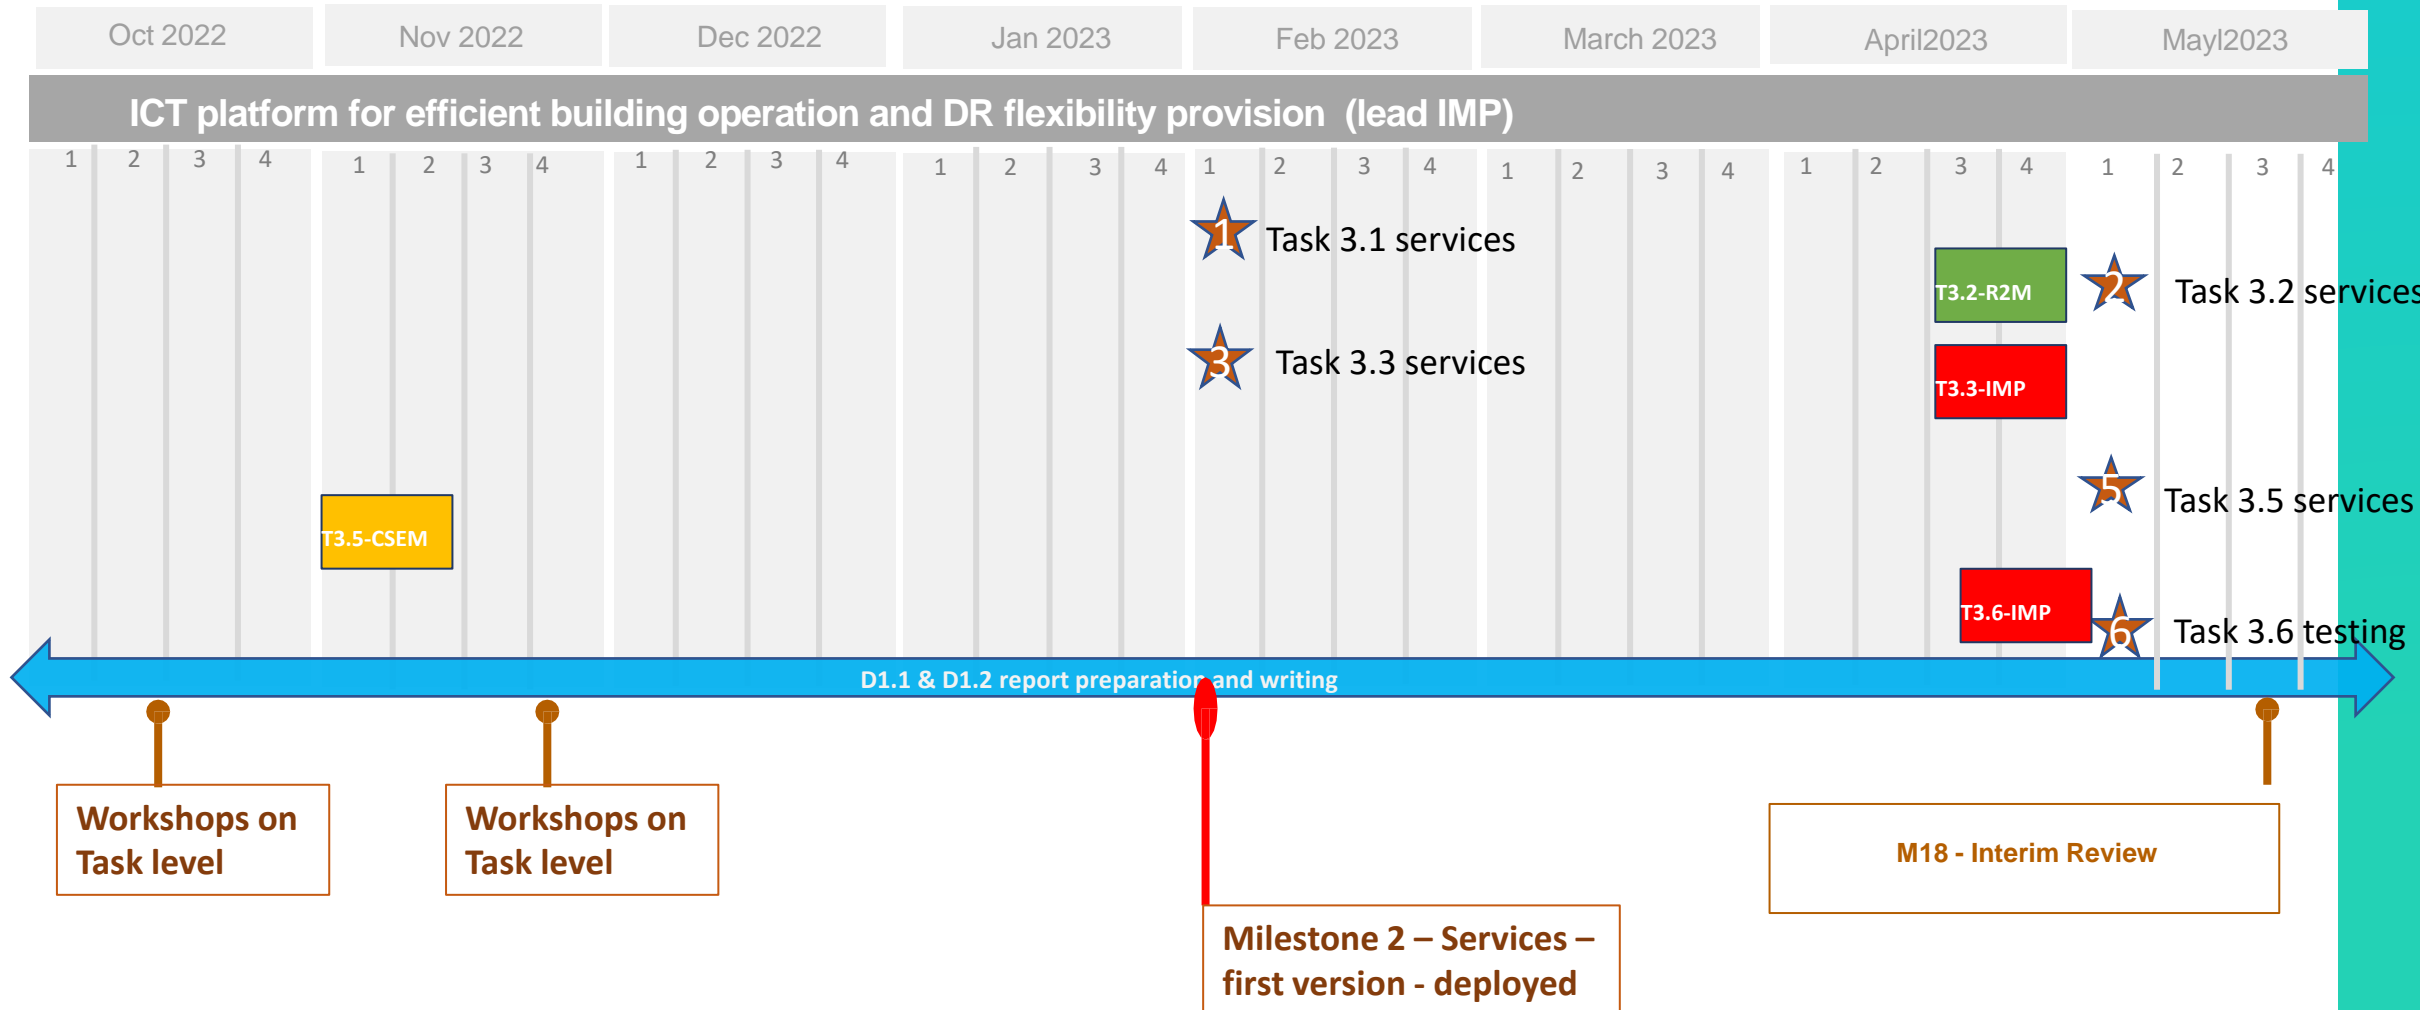 Oct 2022 Nov 2022 Dec 2022 Jan 2023 Feb 2023 March 2023 April2023 Mayl2023
ICT platform for efficient building operation and DR flexibility provision (lead IMP)
1 2 3 4 1 2 3 4 1 2 3 4 1 2 3 4 1 2 3 4 1 2 3 4 1 2 3 4 1 2 3 4
1 Task 3.1 services
T3.2-R2M 2 Task 3.2 services
3 Task 3.3 services
T3.3-IMP
5 Task 3.5 services
T3.5-CSEM
T3.6-IMP 6 Task 3.6 testing
D1.1 & D1.2 report preparation and writing
Workshops on
Task level
Workshops on
Task level
M18 - Interim Review
Milestone 2 – Services –
first version - deployed